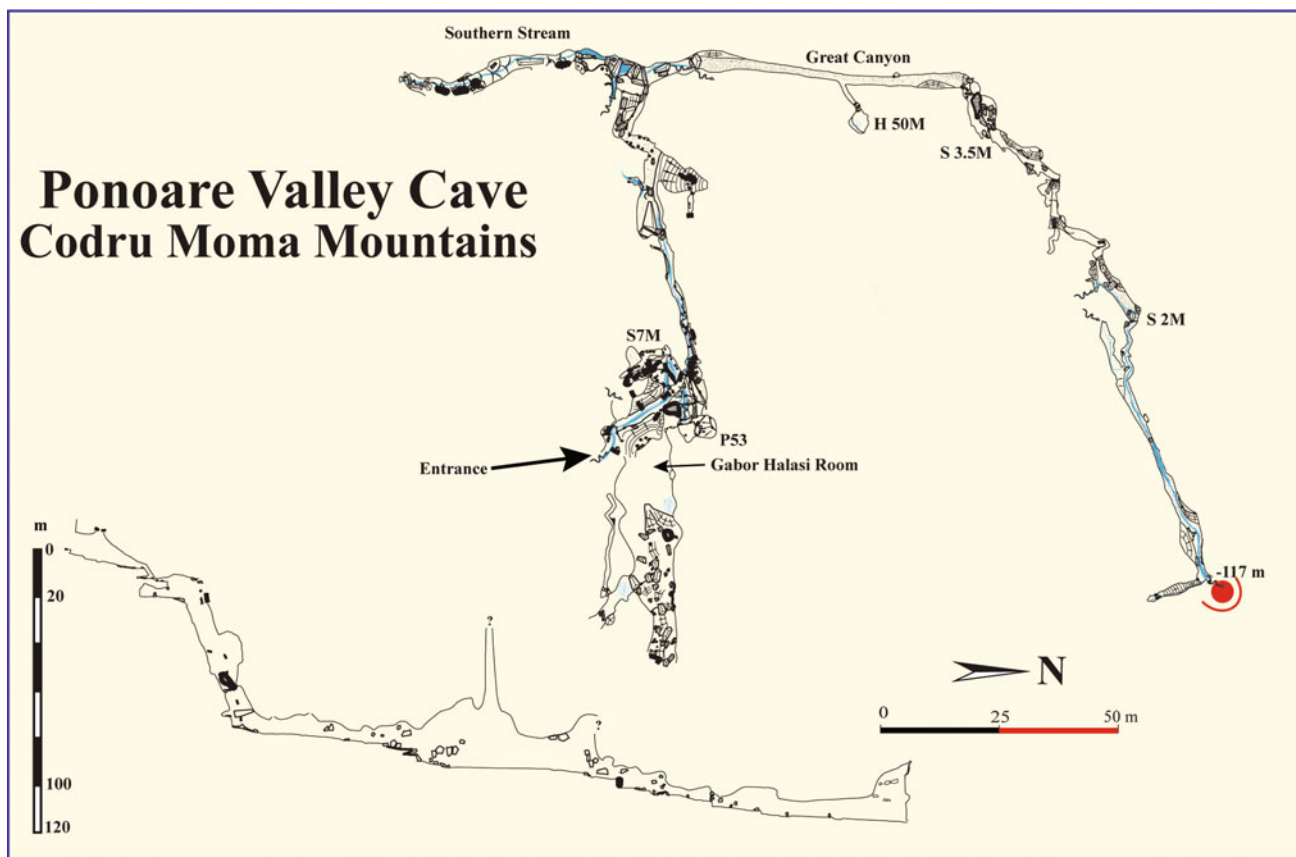 Southern Stream
Great Canyon
H 50M
S 3.5M
Ponoare Valley Cave
Codru Moma Mountains
S 2M
S7M
P53
Entrance
Gabor Halasi Room
-117 m
m
0
20
100
120
?
?
N
0 25 50 m